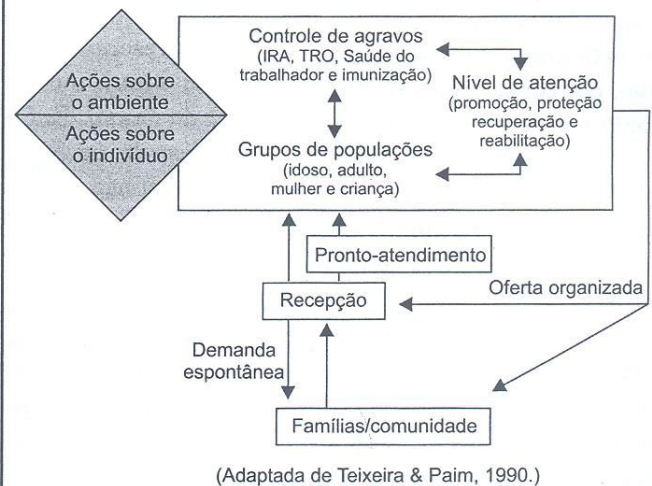 Controle de agravos
(IRA, TRO, Saúde do
trabalhador e imunização)
Ações sobre
o ambiente
Ações sobre
o indivíduo
Nível de atenção
(promoção, proteção
recuperação e
reabilitação)
Grupos de populações
(idoso, adulto,
mulher e criança)
Pronto-atendimento
Recepção
Oferta organizada
Demanda
espontânea
Famílias/comunidade
(Adaptada de Teixeira & Paim, 1990.)